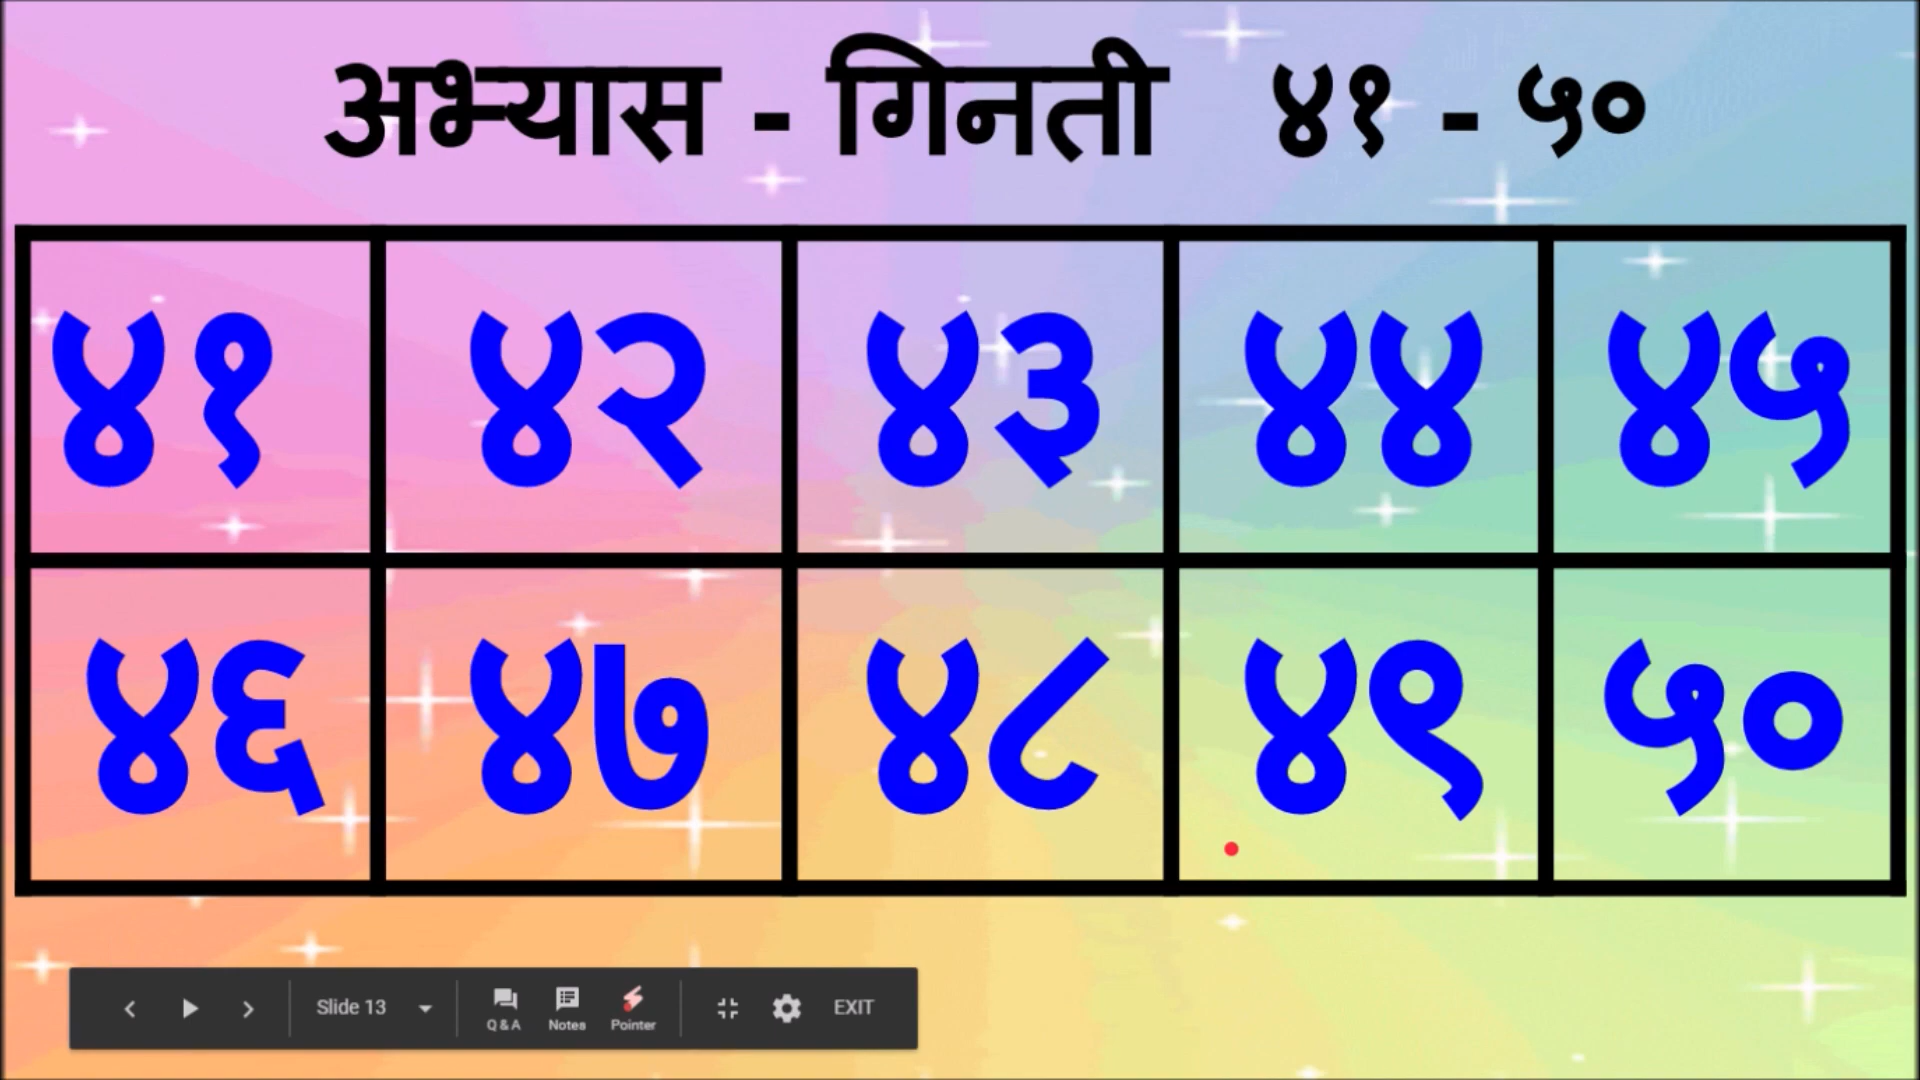 अभ्यास - गिनती ४१ - ५०
४१ ४२ ४३ ४४ ४५
४६ ४७ ४८ ४९ ५०
Slide 13 Q & A Notes Pointer EXIT